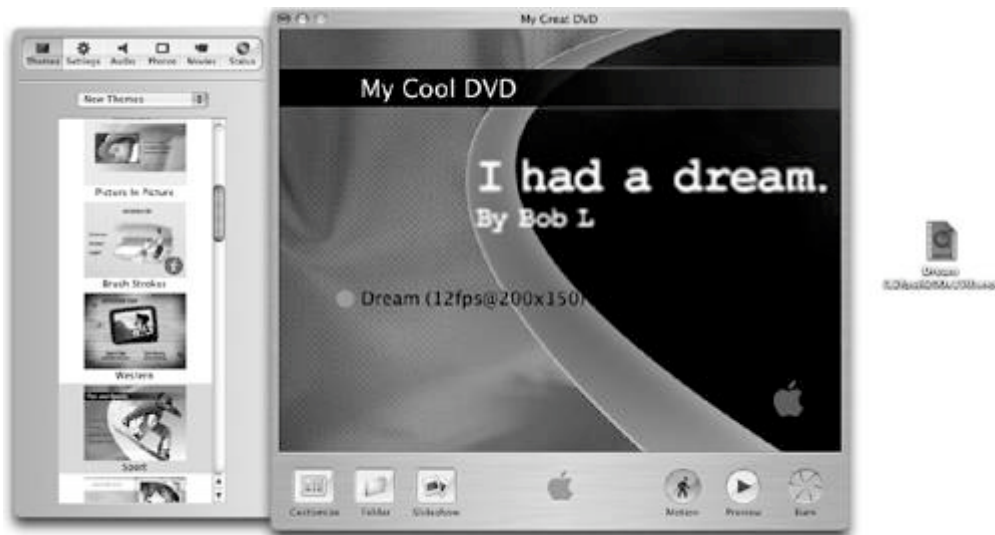 My Great DVD
Themes Settings Audio Photos Movies Status
New Themes
Picture In Picture
Brush Strokes
Western
Sport
My Cool DVD
I had a dream.
By Bob L
Dream (12fps@200x150)
Customize Folder Slideshow
Motion Preview Burn
Dream